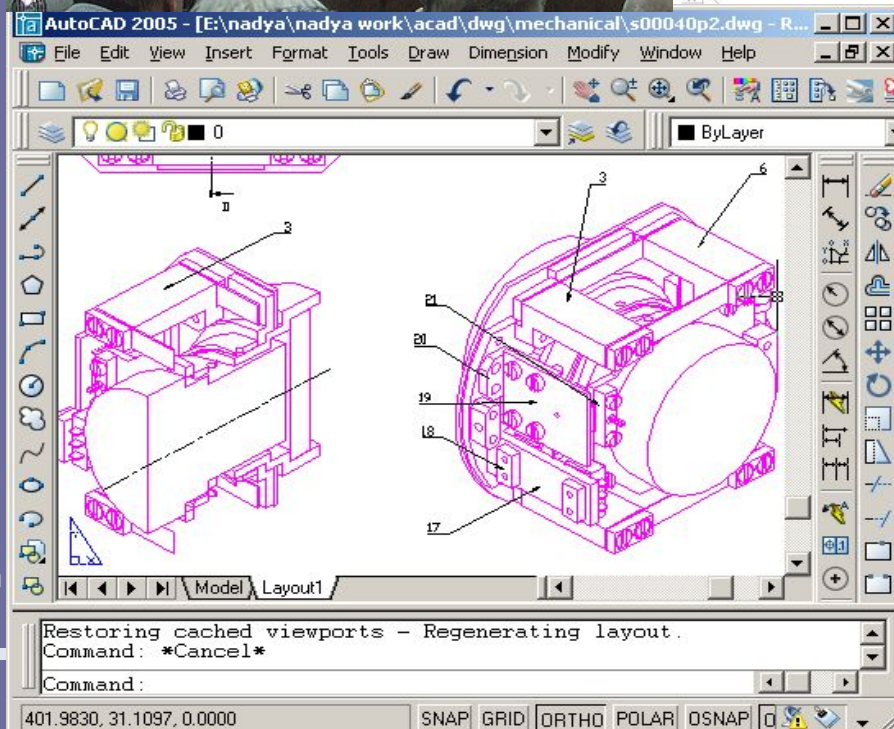 AutoCAD 2005 - [E:\nadya\nadya work\acad\dwg\mechanical\s00040p2.dwg - R...
File Edit View Insert Format Tools Draw Dimension Modify Window Help
0
ByLayer
D
3
3
6
21
20
19
18
17
Model Layout1
Restoring cached viewports - Regenerating layout.
Command: *Cancel*
Command:
401.9830, 31.1097, 0.0000
SNAP GRID ORTHO POLAR OSNAP O